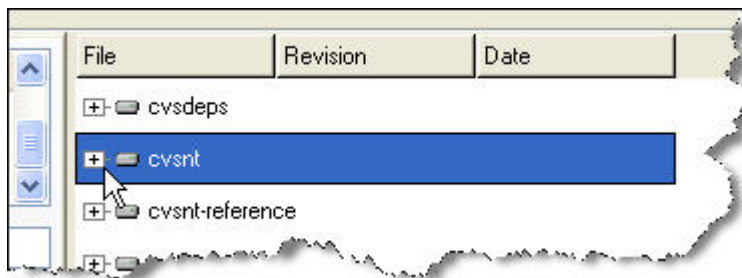 File Revision Date
cvsdeps
cvsnt
cvsnt-reference